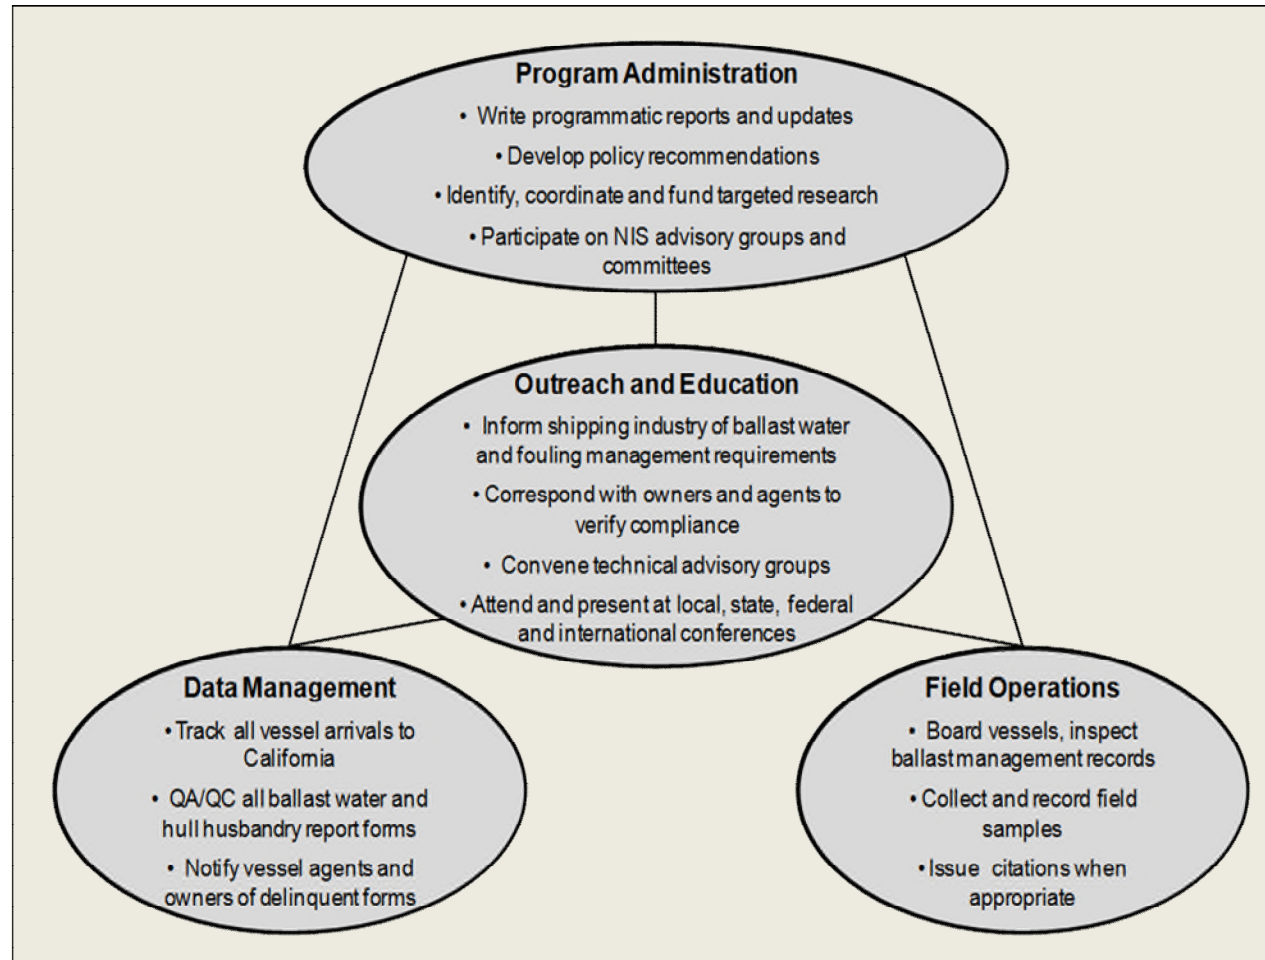 Program Administration
• Write programmatic reports and updates
• Develop policy recommendations
• Identify, coordinate and fund targeted research
• Participate on NIS advisory groups and
committees
Outreach and Education
• Inform shipping industry of ballast water
and fouling management requirements
• Correspond with owners and agents to
verify compliance
• Convene technical advisory groups
• Attend and present at local, state, federal
and international conferences
Data Management
• Track all vessel arrivals to
California
• QA/QC all ballast water and
hull husbandry report forms
• Notify vessel agents and
owners of delinquent forms
Field Operations
• Board vessels, inspect
ballast management records
• Collect and record field
samples
• Issue citations when
appropriate